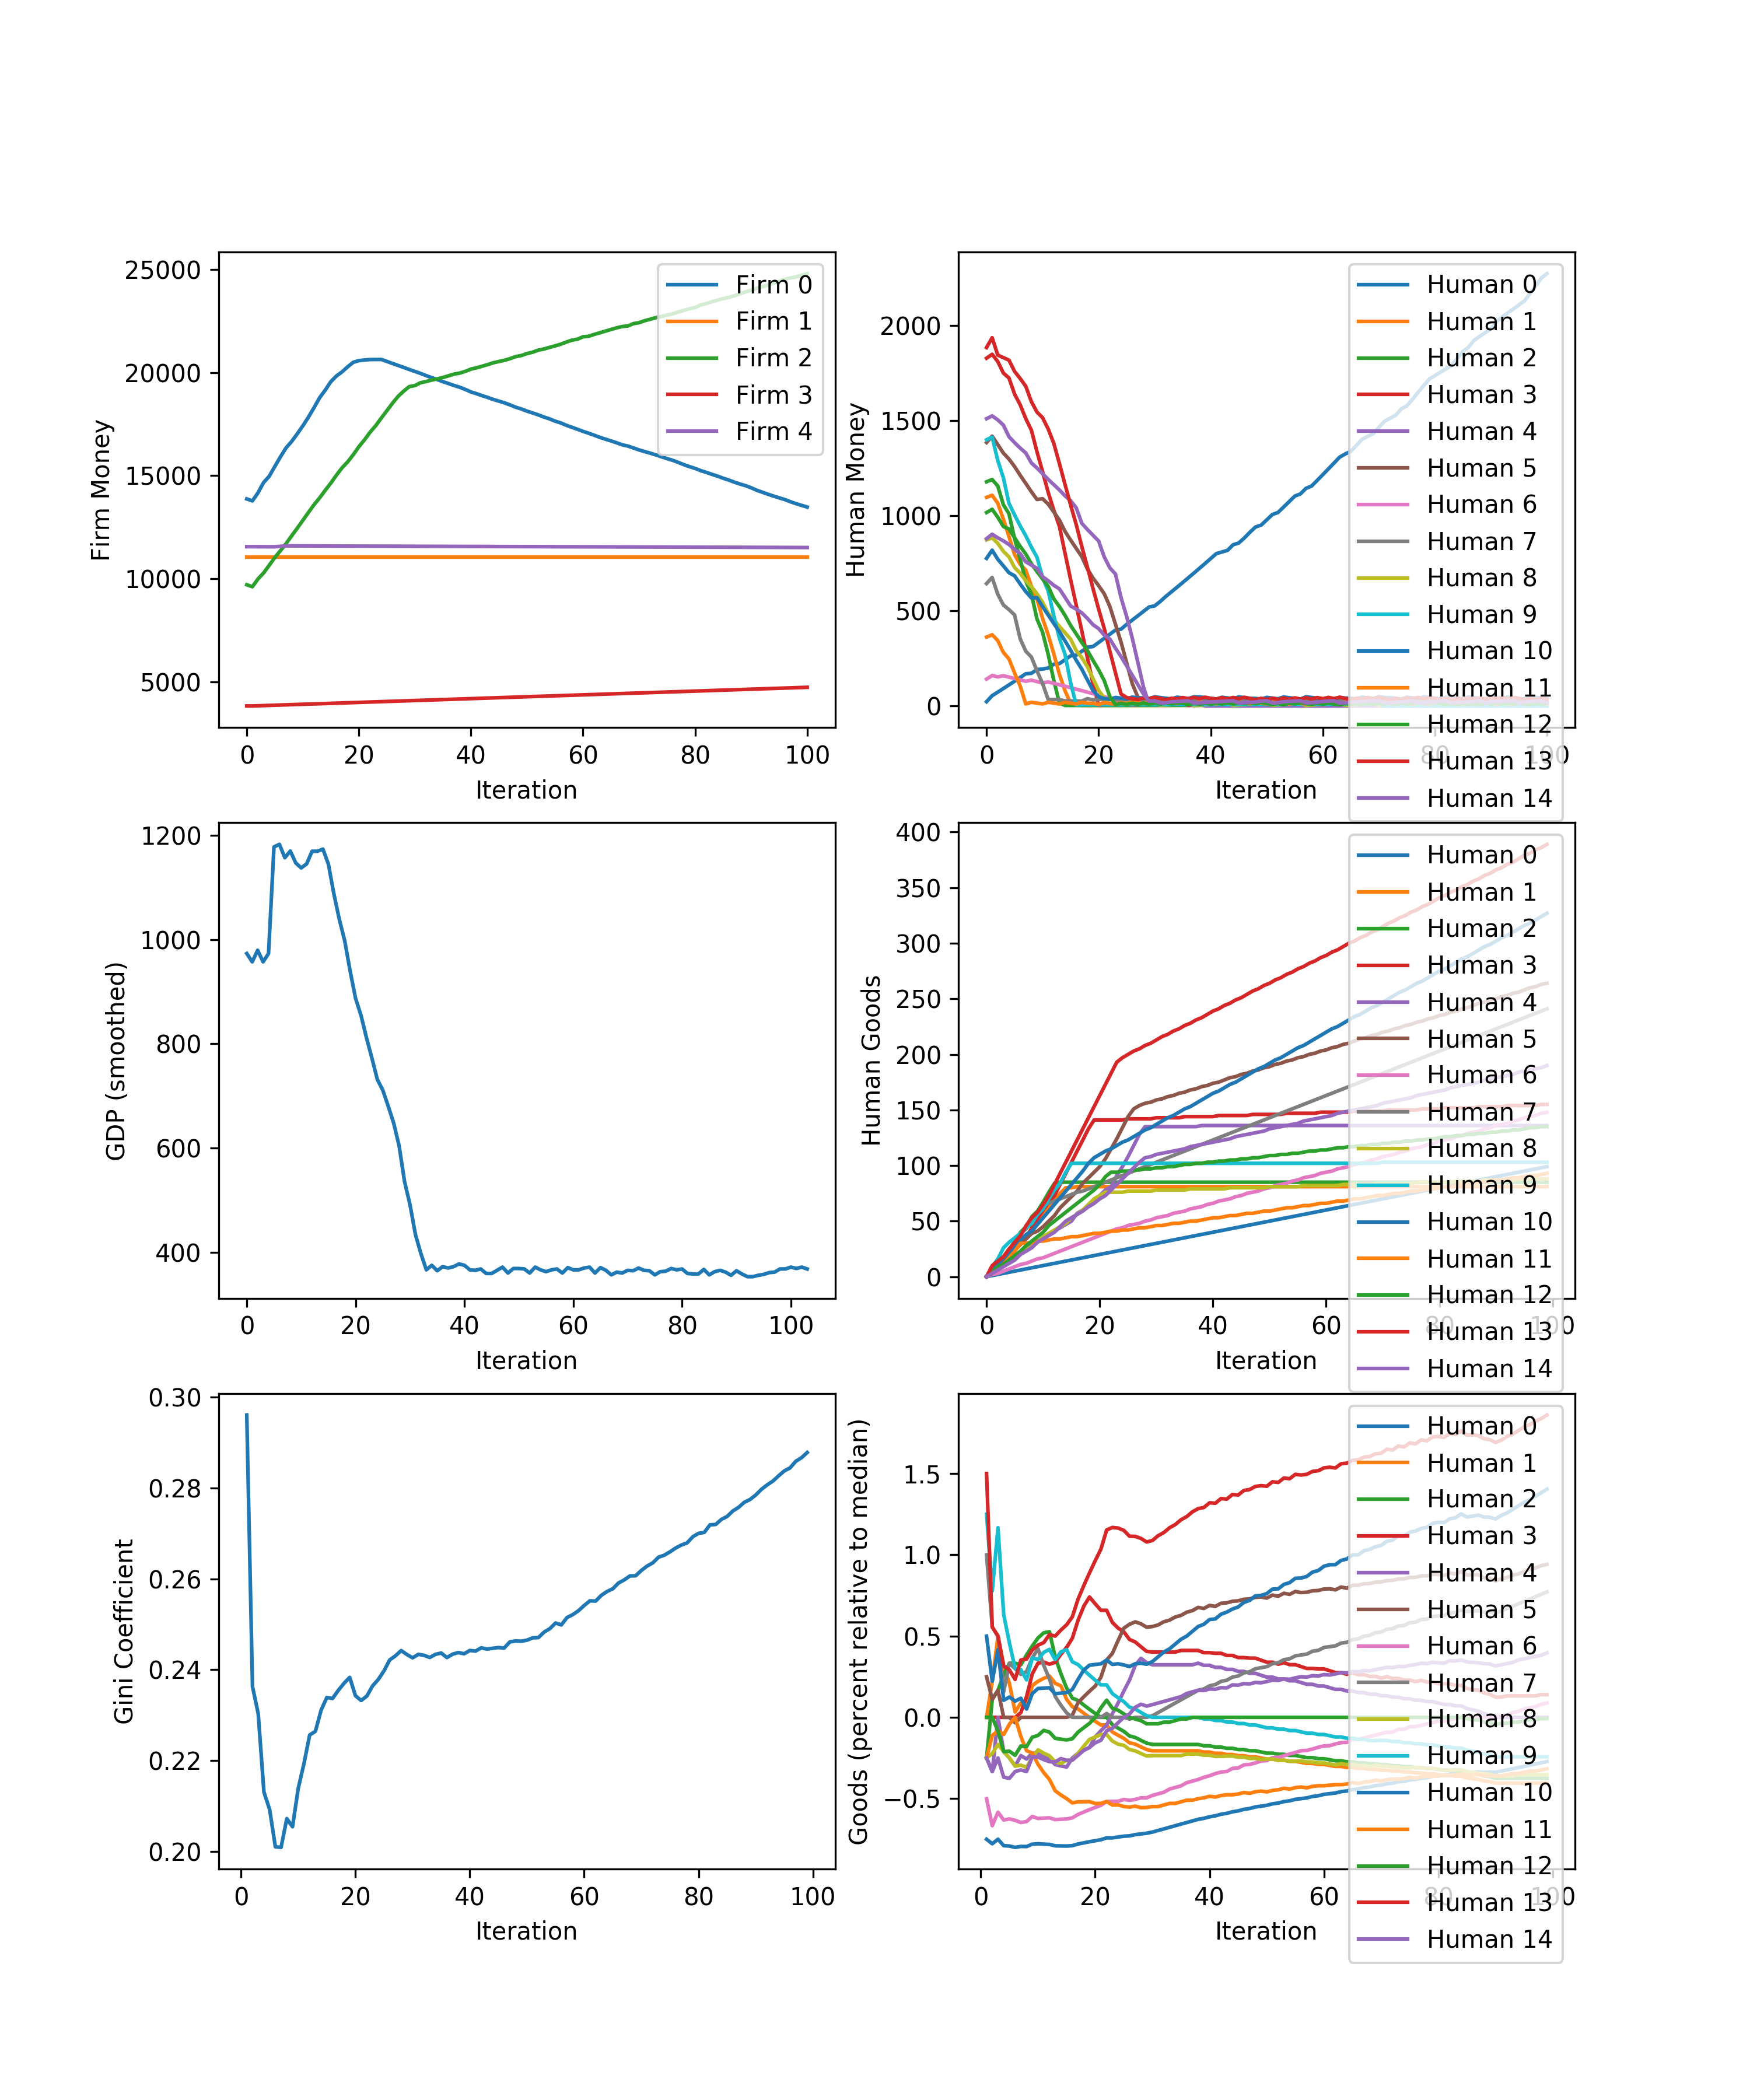 25000
20000
15000
10000
5000
Firm Money
0
20
40
60
80
100
Iteration
Firm 0
Firm 1
Firm 2
Firm 3
Firm 4
2000
1500
1000
500
0
Human Money
0
20
40
60
80
100
Iteration
Human 0
Human 1
Human 2
Human 3
Human 4
Human 5
Human 6
Human 7
Human 8
Human 9
Human 10
Human 11
Human 12
Human 13
Human 14
1200
1000
800
600
400
GDP (smoothed)
0
20
40
60
80
100
Iteration
400
350
300
250
200
150
100
50
0
Human Goods
0
20
40
60
80
100
Iteration
Human 0
Human 1
Human 2
Human 3
Human 4
Human 5
Human 6
Human 7
Human 8
Human 9
Human 10
Human 11
Human 12
Human 13
Human 14
0.30
0.28
0.26
0.24
0.22
0.20
Gini Coefficient
0
20
40
60
80
100
Iteration
1.5
1.0
0.5
0.0
−0.5
Goods (percent relative to median)
0
20
40
60
80
100
Iteration
Human 0
Human 1
Human 2
Human 3
Human 4
Human 5
Human 6
Human 7
Human 8
Human 9
Human 10
Human 11
Human 12
Human 13
Human 14